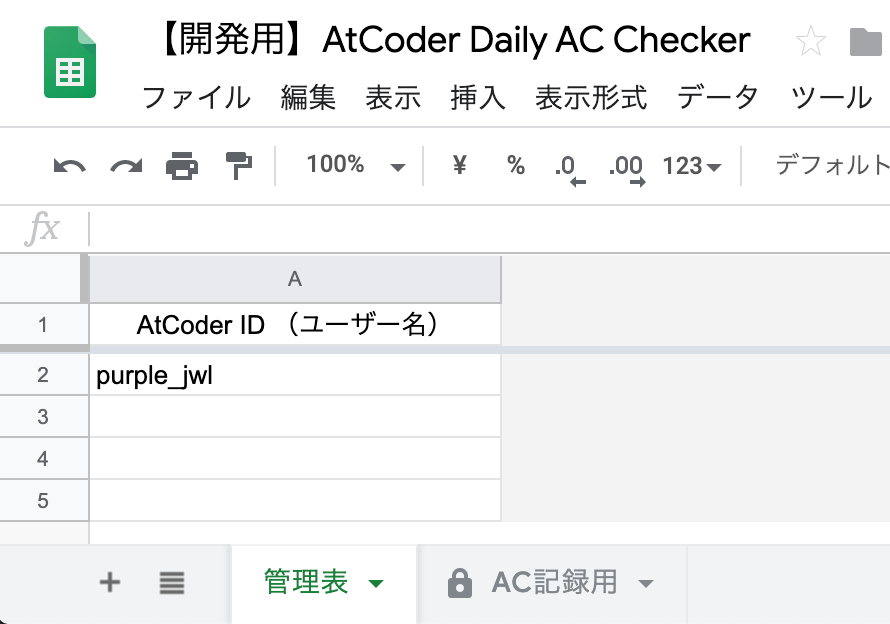 【開発用】AtCoder Daily AC Checker
ファイル 編集 表示 挿入 表示形式 データ ツール
100% ¥ % .0 .00 123 デフォルト
fx
A
1 AtCoder ID （ユーザー名）
2 purple_jwl
3
4
5
+ 管理表 AC記録用